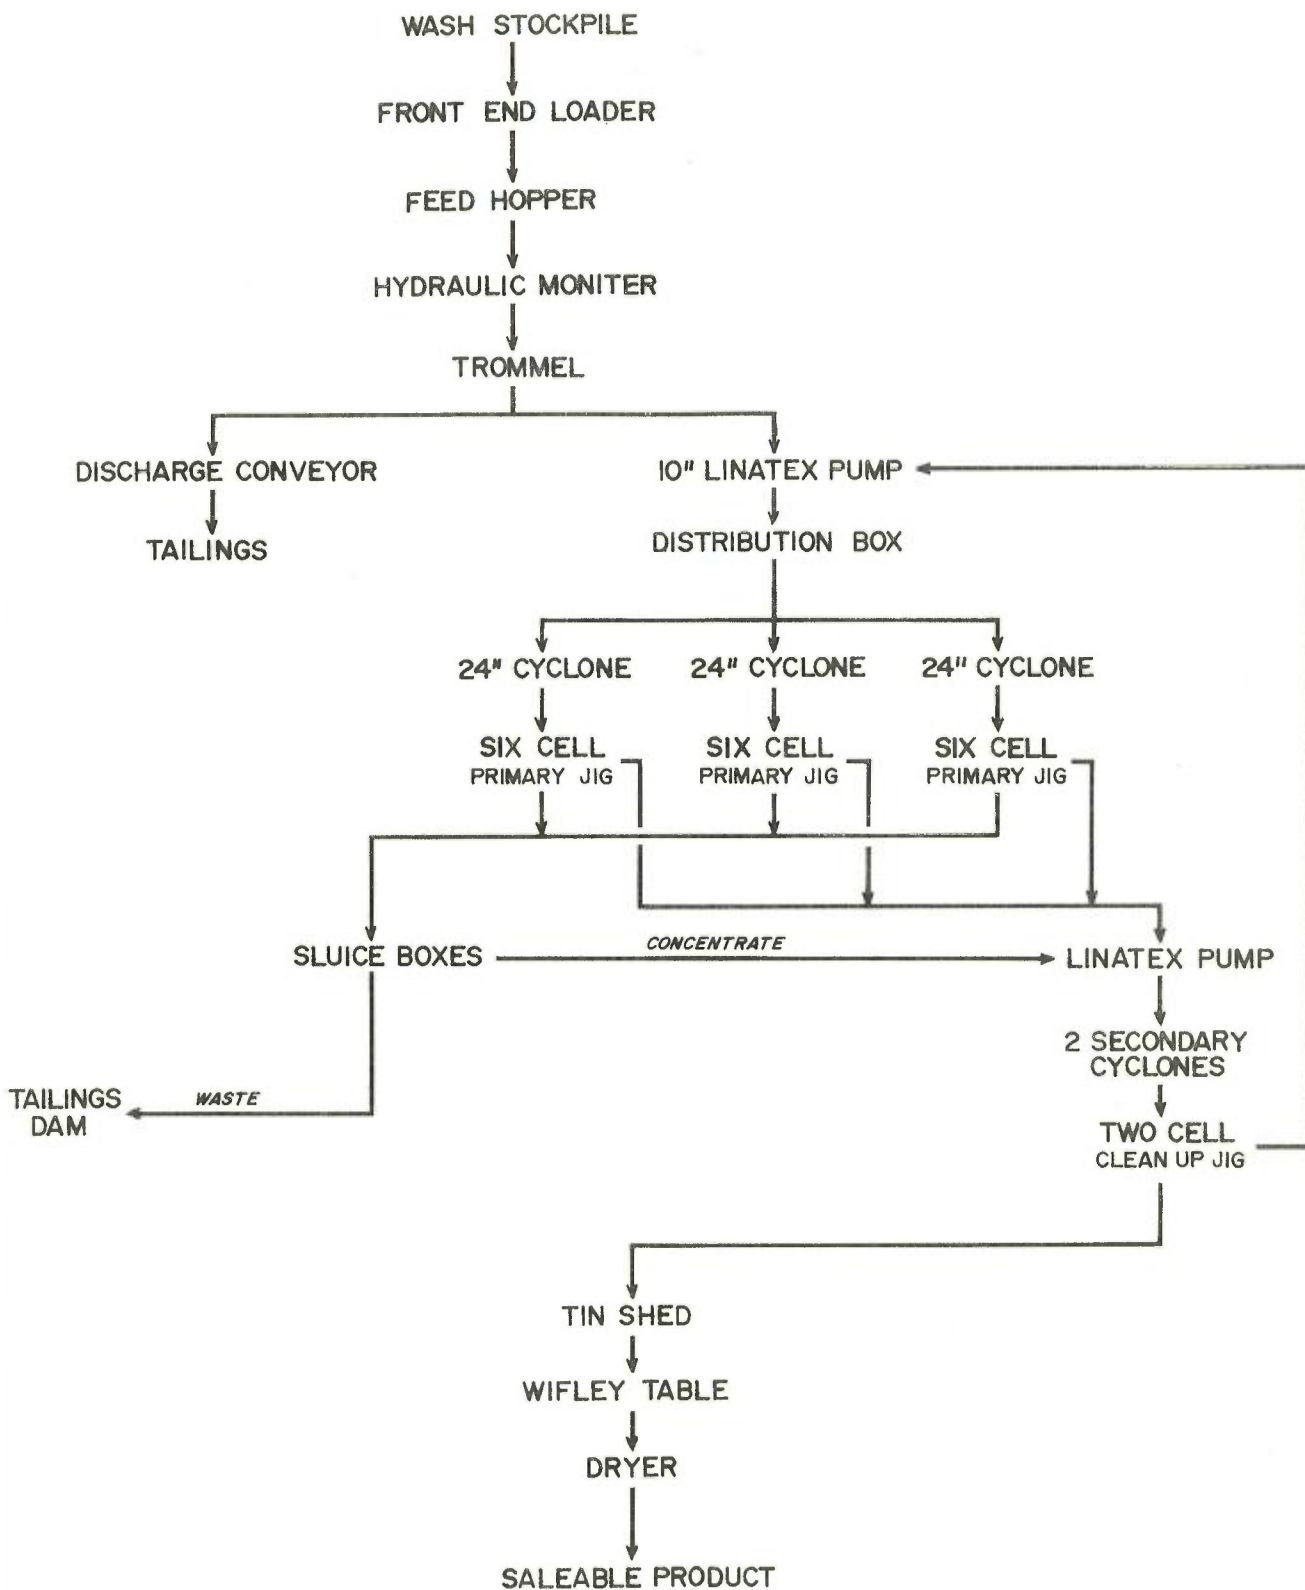 WASH STOCKPILE
FRONT END LOADER
FEED HOPPER
HYDRAULIC MONITER
TROMMEL
DISCHARGE CONVEYOR
10" LINATEX PUMP
TAILINGS
DISTRIBUTION BOX
24" CYCLONE
24" CYCLONE
24" CYCLONE
SIX CELL
PRIMARY JIG
SIX CELL
PRIMARY JIG
SIX CELL
PRIMARY JIG
SLUICE BOXES
CONCENTRATE
LINATEX PUMP
2 SECONDARY
CYCLONES
TAILINGS
DAM
WASTE
TWO CELL
CLEAN UP JIG
TIN SHED
WIFLEY TABLE
DRYER
SALEABLE PRODUCT